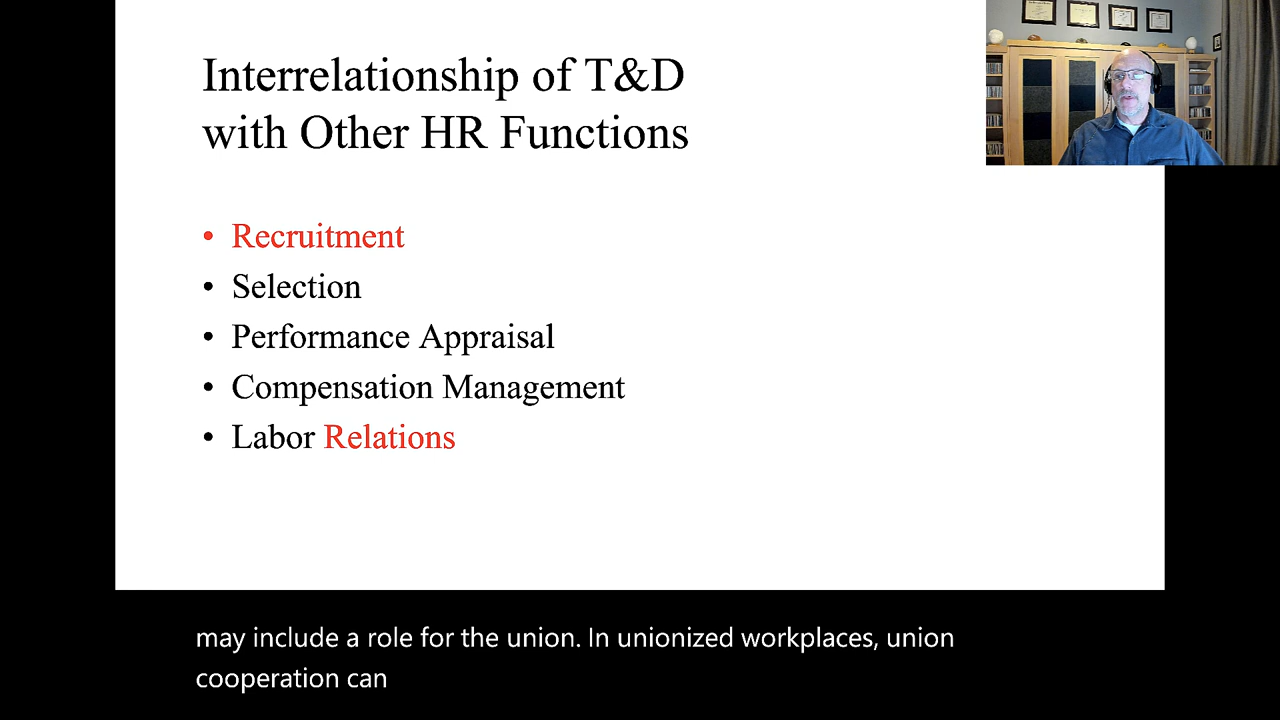 Interrelationship of T&D
with Other HR Functions
• Recruitment
• Selection
• Performance Appraisal
• Compensation Management
• Labor Relations
may include a role for the union. In unionized workplaces, union
cooperation can